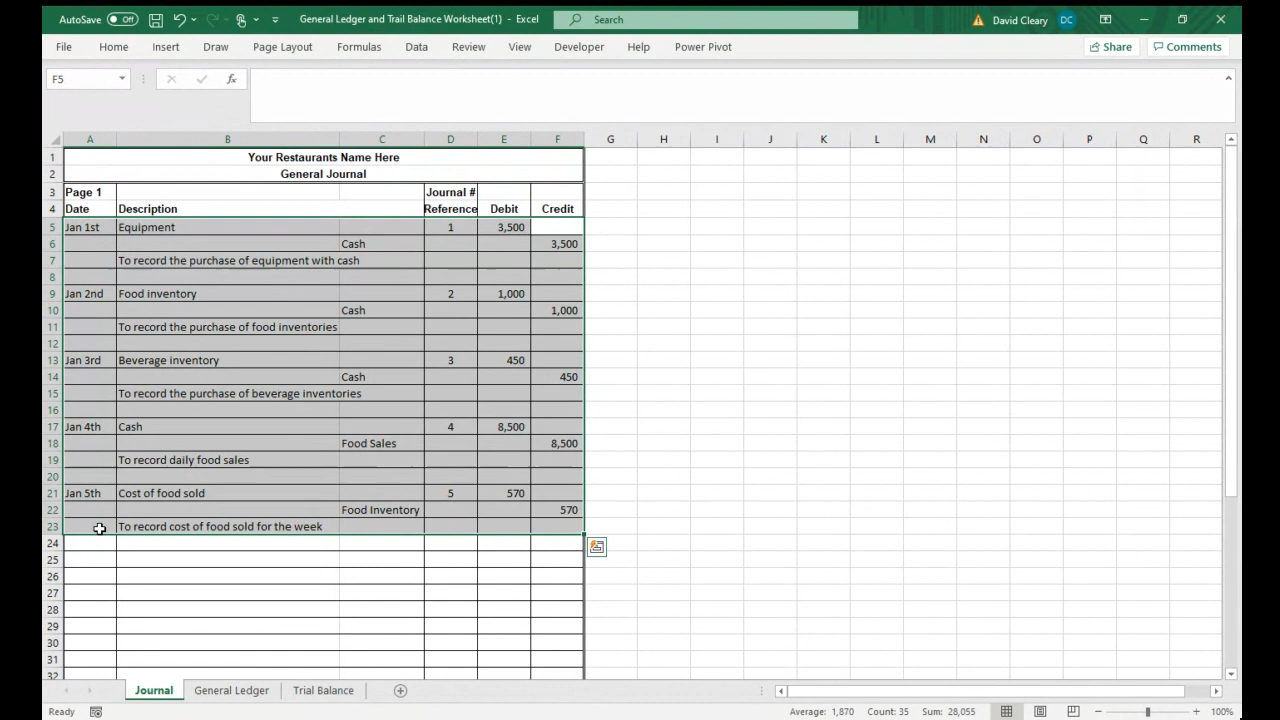 AutoSave Off General Ledger and Trail Balance Worksheet(1) - Excel Search David Cleary DC
File Home Insert Draw Page Layout Formulas Data Review View Developer Help Power Pivot Share Comments
F5 fx
A B C D E F G H I J K L M N O P Q R
1 Your Restaurants Name Here
2 General Journal
3 Page 1 Journal #
4 Date Description Reference Debit Credit
5 Jan 1st Equipment 1 3,500
6 Cash 3,500
7 To record the purchase of equipment with cash
8
9 Jan 2nd Food inventory 2 1,000
10 Cash 1,000
11 To record the purchase of food inventories
12
13 Jan 3rd Beverage inventory 3 450
14 Cash 450
15 To record the purchase of beverage inventories
16
17 Jan 4th Cash 4 8,500
18 Food Sales 8,500
19 To record daily food sales
20
21 Jan 5th Cost of food sold 5 570
22 Food Inventory 570
23 To record cost of food sold for the week
24
25
26
27
28
29
30
31
32
Journal General Ledger Trial Balance
Ready Average: 1,870 Count: 35 Sum: 28,055 100%